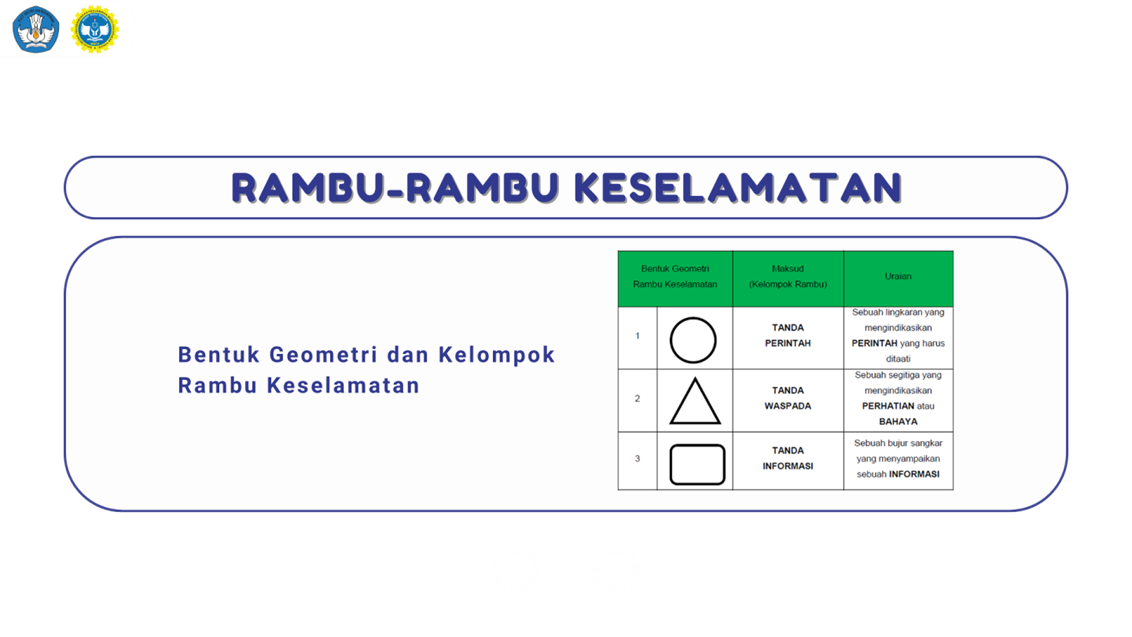 RAMBU-RAMBU KESELAMATAN
Bentuk Geometri dan Kelompok
Rambu Keselamatan
Bentuk Geometri
Rambu Keselamatan
Maksud
(Kelompok Rambu)
Uraian
1
TANDA
PERINTAH
Sebuah lingkaran yang
mengindikasikan
PERINTAH yang harus
ditaati
2
TANDA
WASPADA
Sebuah segitiga yang
mengindikasikan
PERHATIAN atau
BAHAYA
3
TANDA
INFORMASI
Sebuah bujur sangkar
yang menyampaikan
sebuah INFORMASI